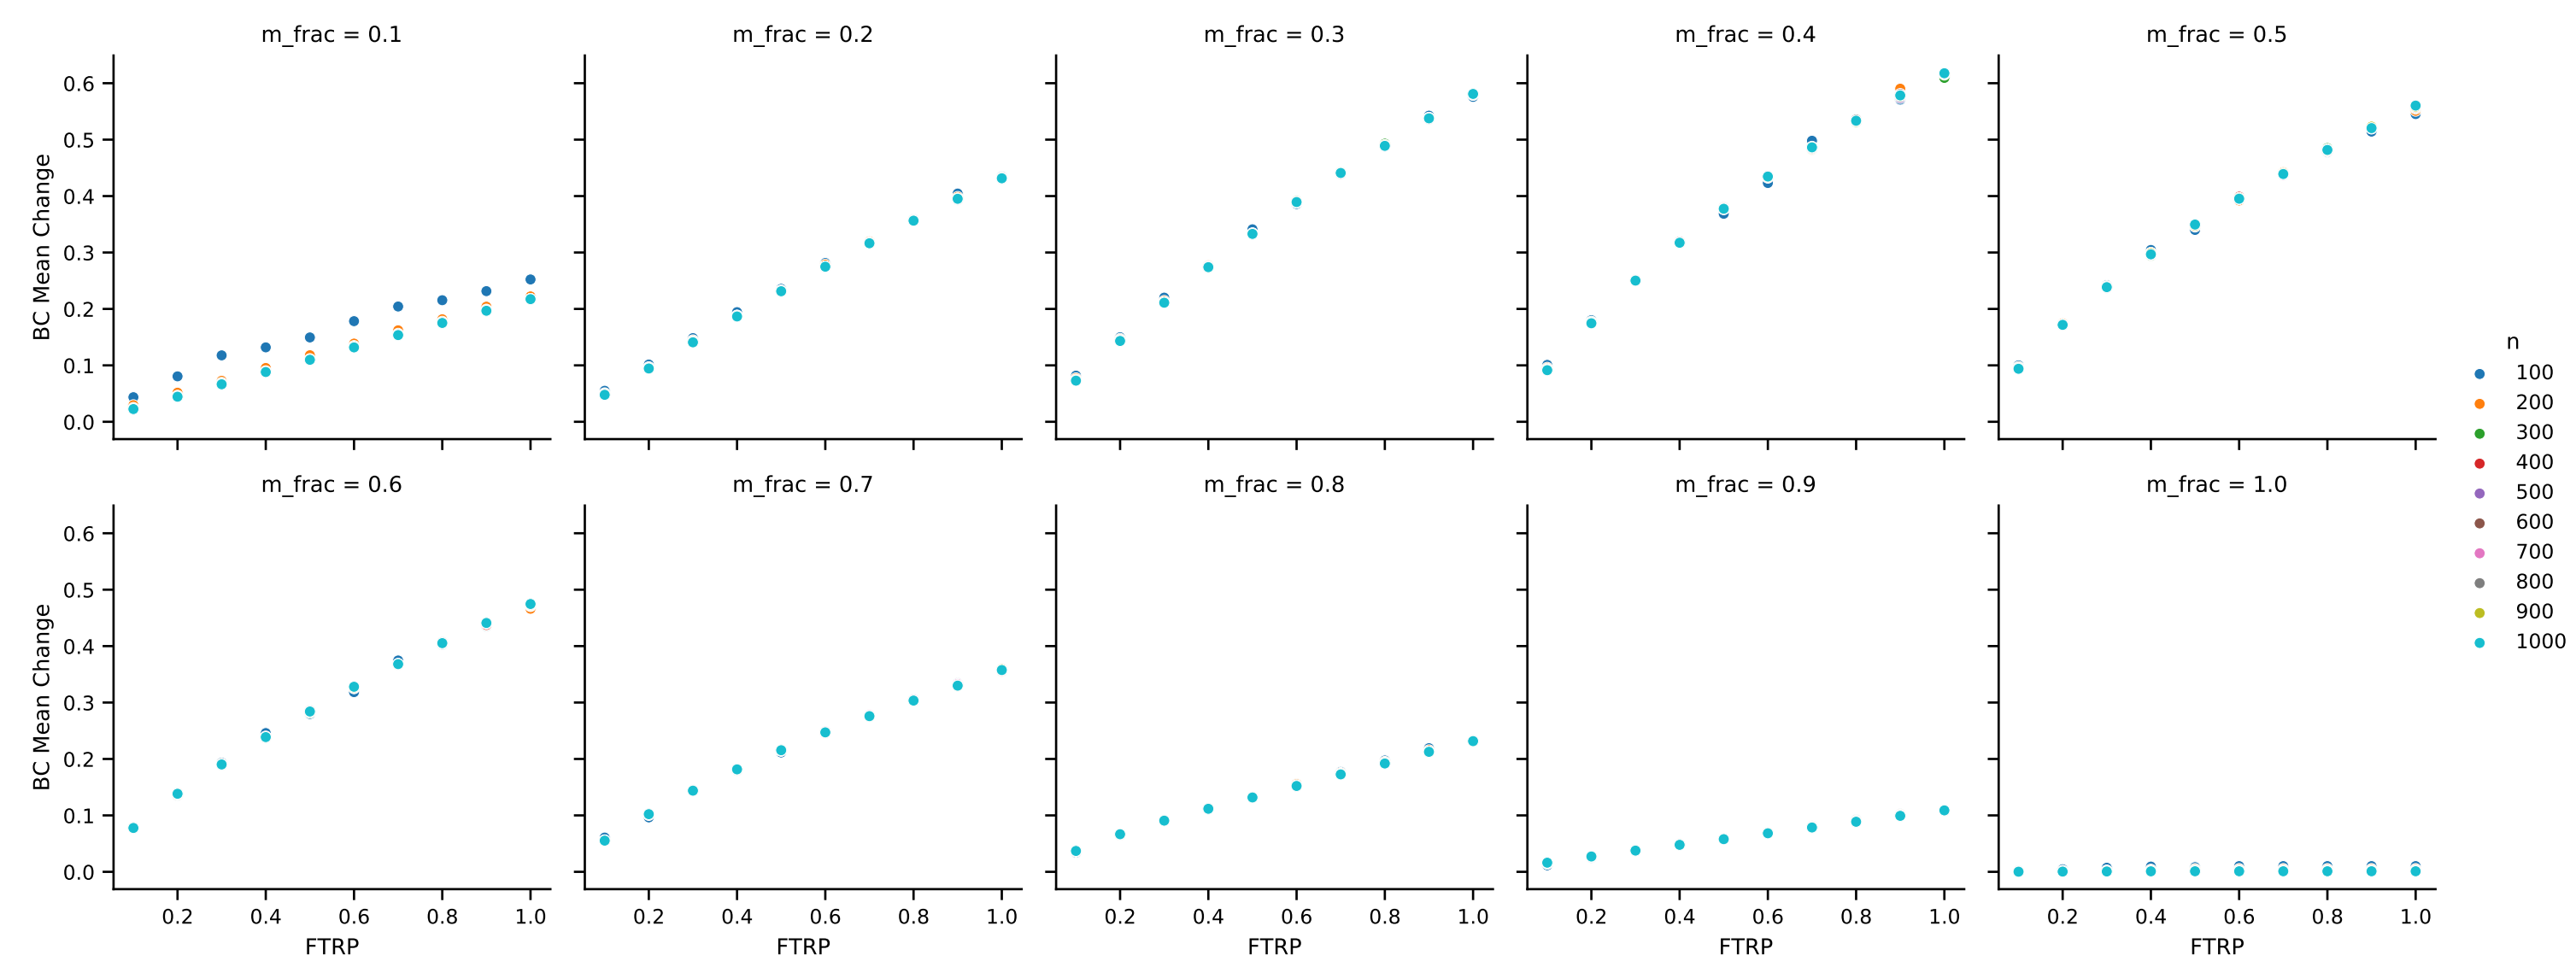 m_frac = 0.1
m_frac = 0.2
m_frac = 0.3
m_frac = 0.4
m_frac = 0.5
BC Mean Change
0.6
0.5
0.4
0.3
0.2
0.1
0.0
m_frac = 0.6
m_frac = 0.7
m_frac = 0.8
m_frac = 0.9
m_frac = 1.0
BC Mean Change
0.6
0.5
0.4
0.3
0.2
0.1
0.0
0.2 0.4 0.6 0.8 1.0
FTRP
0.2 0.4 0.6 0.8 1.0
FTRP
0.2 0.4 0.6 0.8 1.0
FTRP
0.2 0.4 0.6 0.8 1.0
FTRP
0.2 0.4 0.6 0.8 1.0
FTRP
n
100
200
300
400
500
600
700
800
900
1000